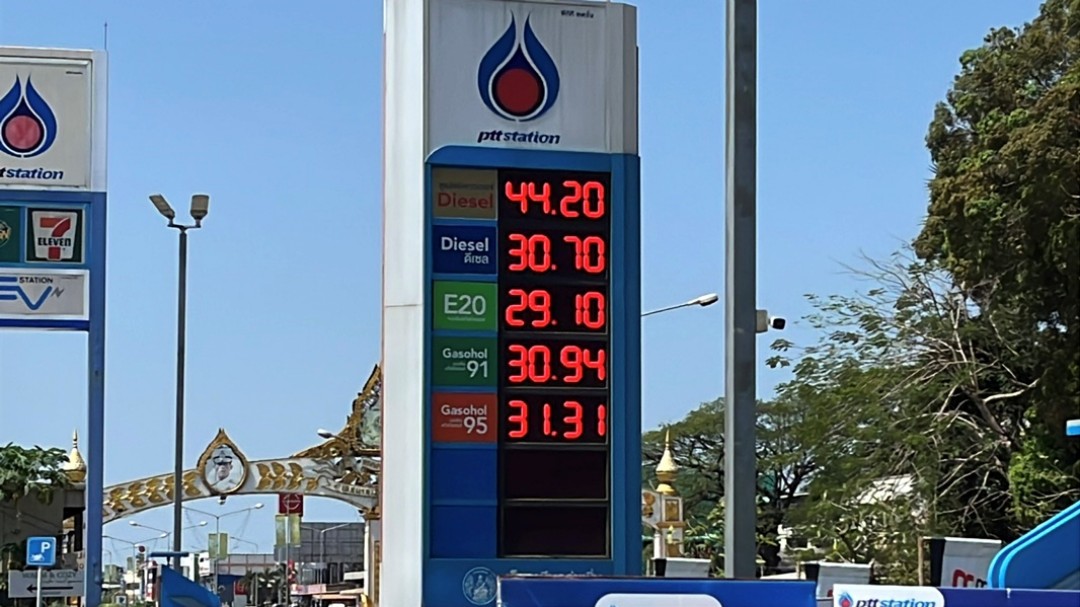 ptt station
Diesel 44.20
Diesel 30.70
ดีเซล
E20 29.10
Gasohol 30.94
91
Gasohol 31.31
95
station
7
ELEVEN
STATION
EV
P
ptt station